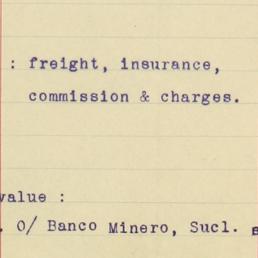 : freight, insurance,
commission & charges.
value :
. O/ Banco Minero, Sucl.